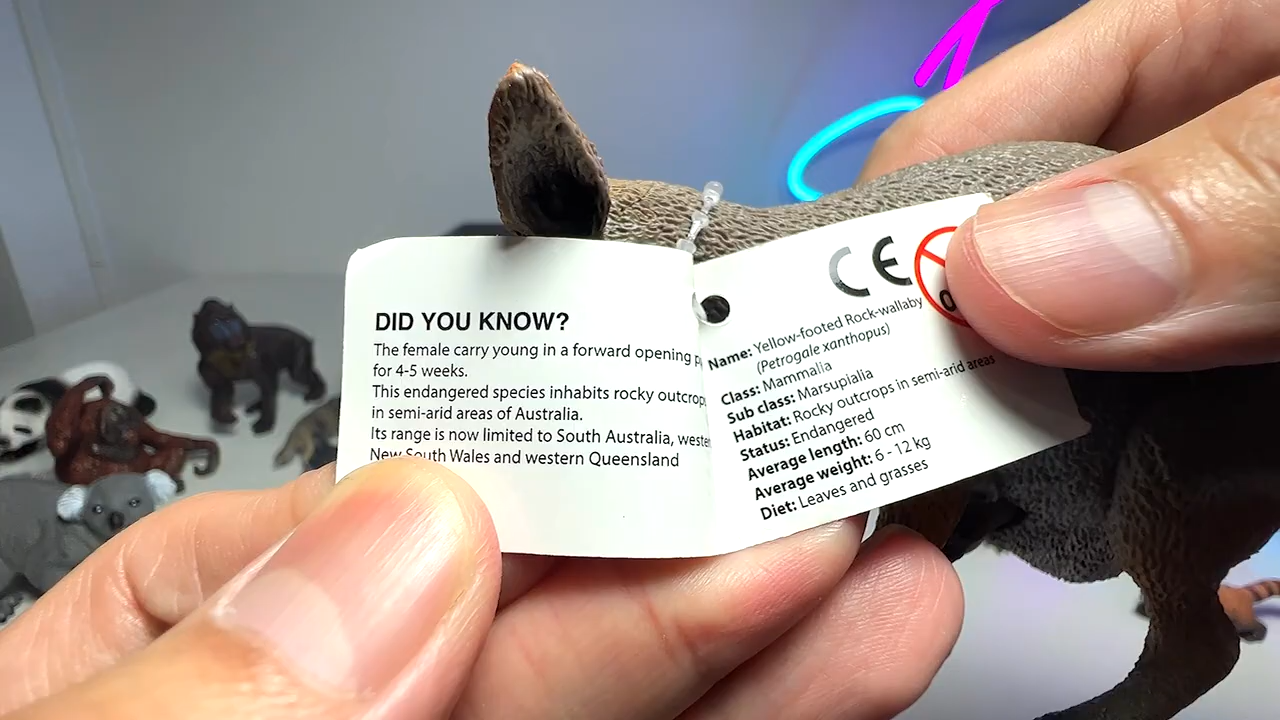 DID YOU KNOW?
The female carry young in a forward opening
for 4-5 weeks.
This endangered species inhabits rocky outcrop
in semi-arid areas of Australia.
Its range is now limited to South Australia,
New South Wales and western Queensland
CE
Name: Yellow-footed Rock-wallaby
(Petrogale xanthopus)
Class: Mammalia
Sub class: Marsupialia
Habitat: Rocky outcrops in semi-arid areas
Status: Endangered
Average length: 60 cm
Average weight: 6 - 12 kg
Diet: Leaves and grasses